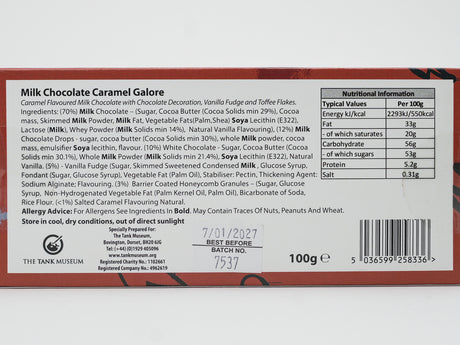 Milk Chocolate Caramel Galore
Caramel Flavoured Milk Chocolate with Chocolate Decoration, Vanilla Fudge and Toffee Flakes.
Ingredients: (70%) Milk Chocolate – (Sugar, Cocoa Butter (Cocoa Solids min 29%), Cocoa
mass, Skimmed Milk Powder, Milk Fat, Vegetable Fats(Palm, Shea) Soya Lecithin (E322),
Lactose (Milk), Whey Powder (Milk Solids min 14%), Natural Vanilla Flavouring), (12%) Milk
Chocolate Drops - sugar, cocoa butter (Cocoa Solids min 30%), whole Milk powder, cocoa
mass, emulsifier Soya lecithin, flavour. (10%) White Chocolate - Sugar, Cocoa Butter (Cocoa
Solids min 30.1%), Whole Milk Powder (Milk Solids min 21.4%), Soya Lecithin (E322), Natural
Vanilla. (5%) - Vanilla Fudge (Sugar, Skimmed Sweetened Condensed Milk, Glucose Syrup.
Fondant (Sugar, Glucose Syrup), Vegetable Palm Oil), Stabiliser: Pectin, Thickening Agent:
Sodium Alginate; Flavouring. (3%) Barrier Coated Honeycomb Granules – (Sugar, Glucose
Syrup, Non-Hydrogenated Vegetable Fat (Palm Kernel Oil, Palm Oil), Bicarbonate of Soda,
Rice Flour. (<1%) Salted Caramel Flavouring Natural.
Allergy Advice: For Allergens See Ingredients In Bold. May Contain Traces Of Nuts, Peanuts And Wheat.
Store in cool, dry conditions, out of direct sunlight
THE TANK MUSEUM
Specially Prepared For:
The Tank Museum,
Bovington, Dorset, BH20 6JG
Tel: (+44) (0)1929 405096
www.tankmuseum.org
Registered Charity No.: 1102661
Registered Company No.: 4962619
7/01/2027
BEST BEFORE
BATCH NO.
7537
100g e
Nutritional Information
Typical Values Per 100g
Energy kJ/kcal 2293kJ/550kcal
Fat 33g
- of which saturates 20g
Carbohydrate 56g
- of which sugars 53g
Protein 5.2g
Salt 0.31g
5 036599 258336 >